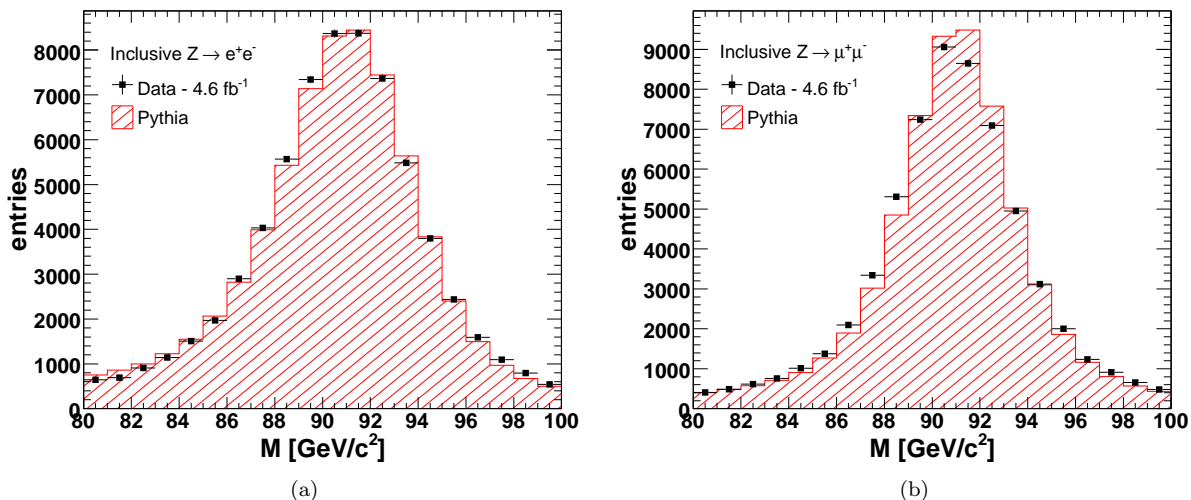 8000
7000
6000
5000
4000
3000
2000
1000
0
entries
Inclusive Z → e⁺e⁻
Data - 4.6 fb⁻¹
Pythia
80 82 84 86 88 90 92 94 96 98 100
M [GeV/c²]
(a)
9000
8000
7000
6000
5000
4000
3000
2000
1000
0
entries
Inclusive Z → μ⁺μ⁻
Data - 4.6 fb⁻¹
Pythia
80 82 84 86 88 90 92 94 96 98 100
M [GeV/c²]
(b)